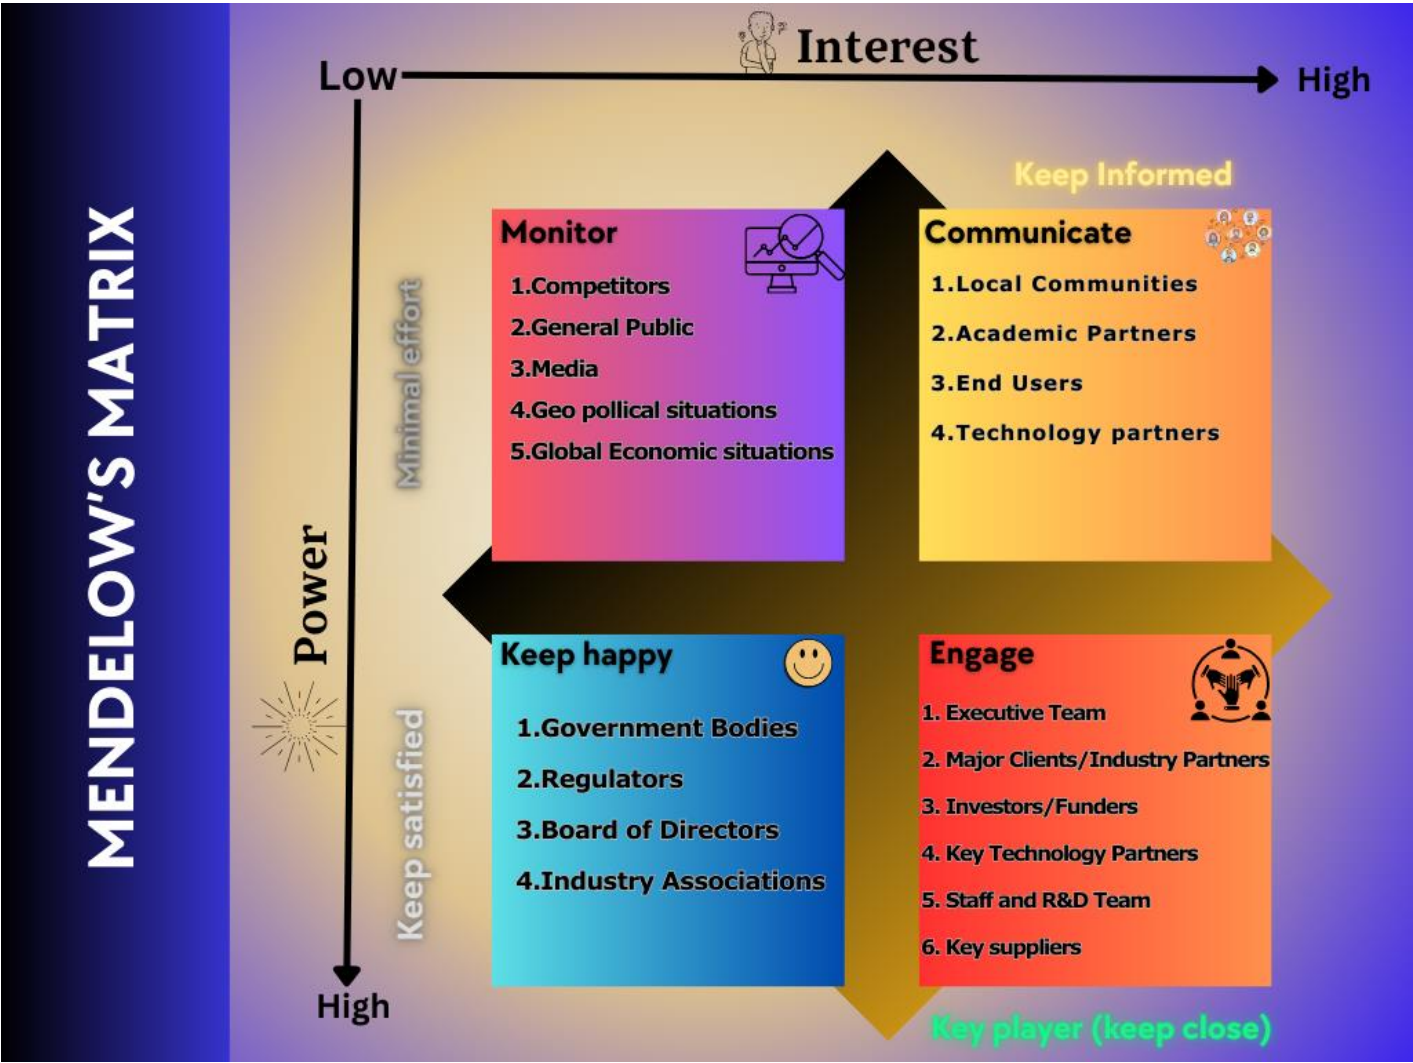 MENDELOW'S MATRIX
Interest
Low
High
Keep Informed
Monitor
1.Competitors
2.General Public
3.Media
4.Geo pollical situations
5.Global Economic situations
Communicate
1.Local Communities
2.Academic Partners
3.End Users
4.Technology partners
Minimal effort
Power
Keep satisfied
Keep happy
1.Government Bodies
2.Regulators
3.Board of Directors
4.Industry Associations
Engage
1. Executive Team
2. Major Clients/Industry Partners
3. Investors/Funders
4. Key Technology Partners
5. Staff and R&D Team
6. Key suppliers
High
Key player (keep close)